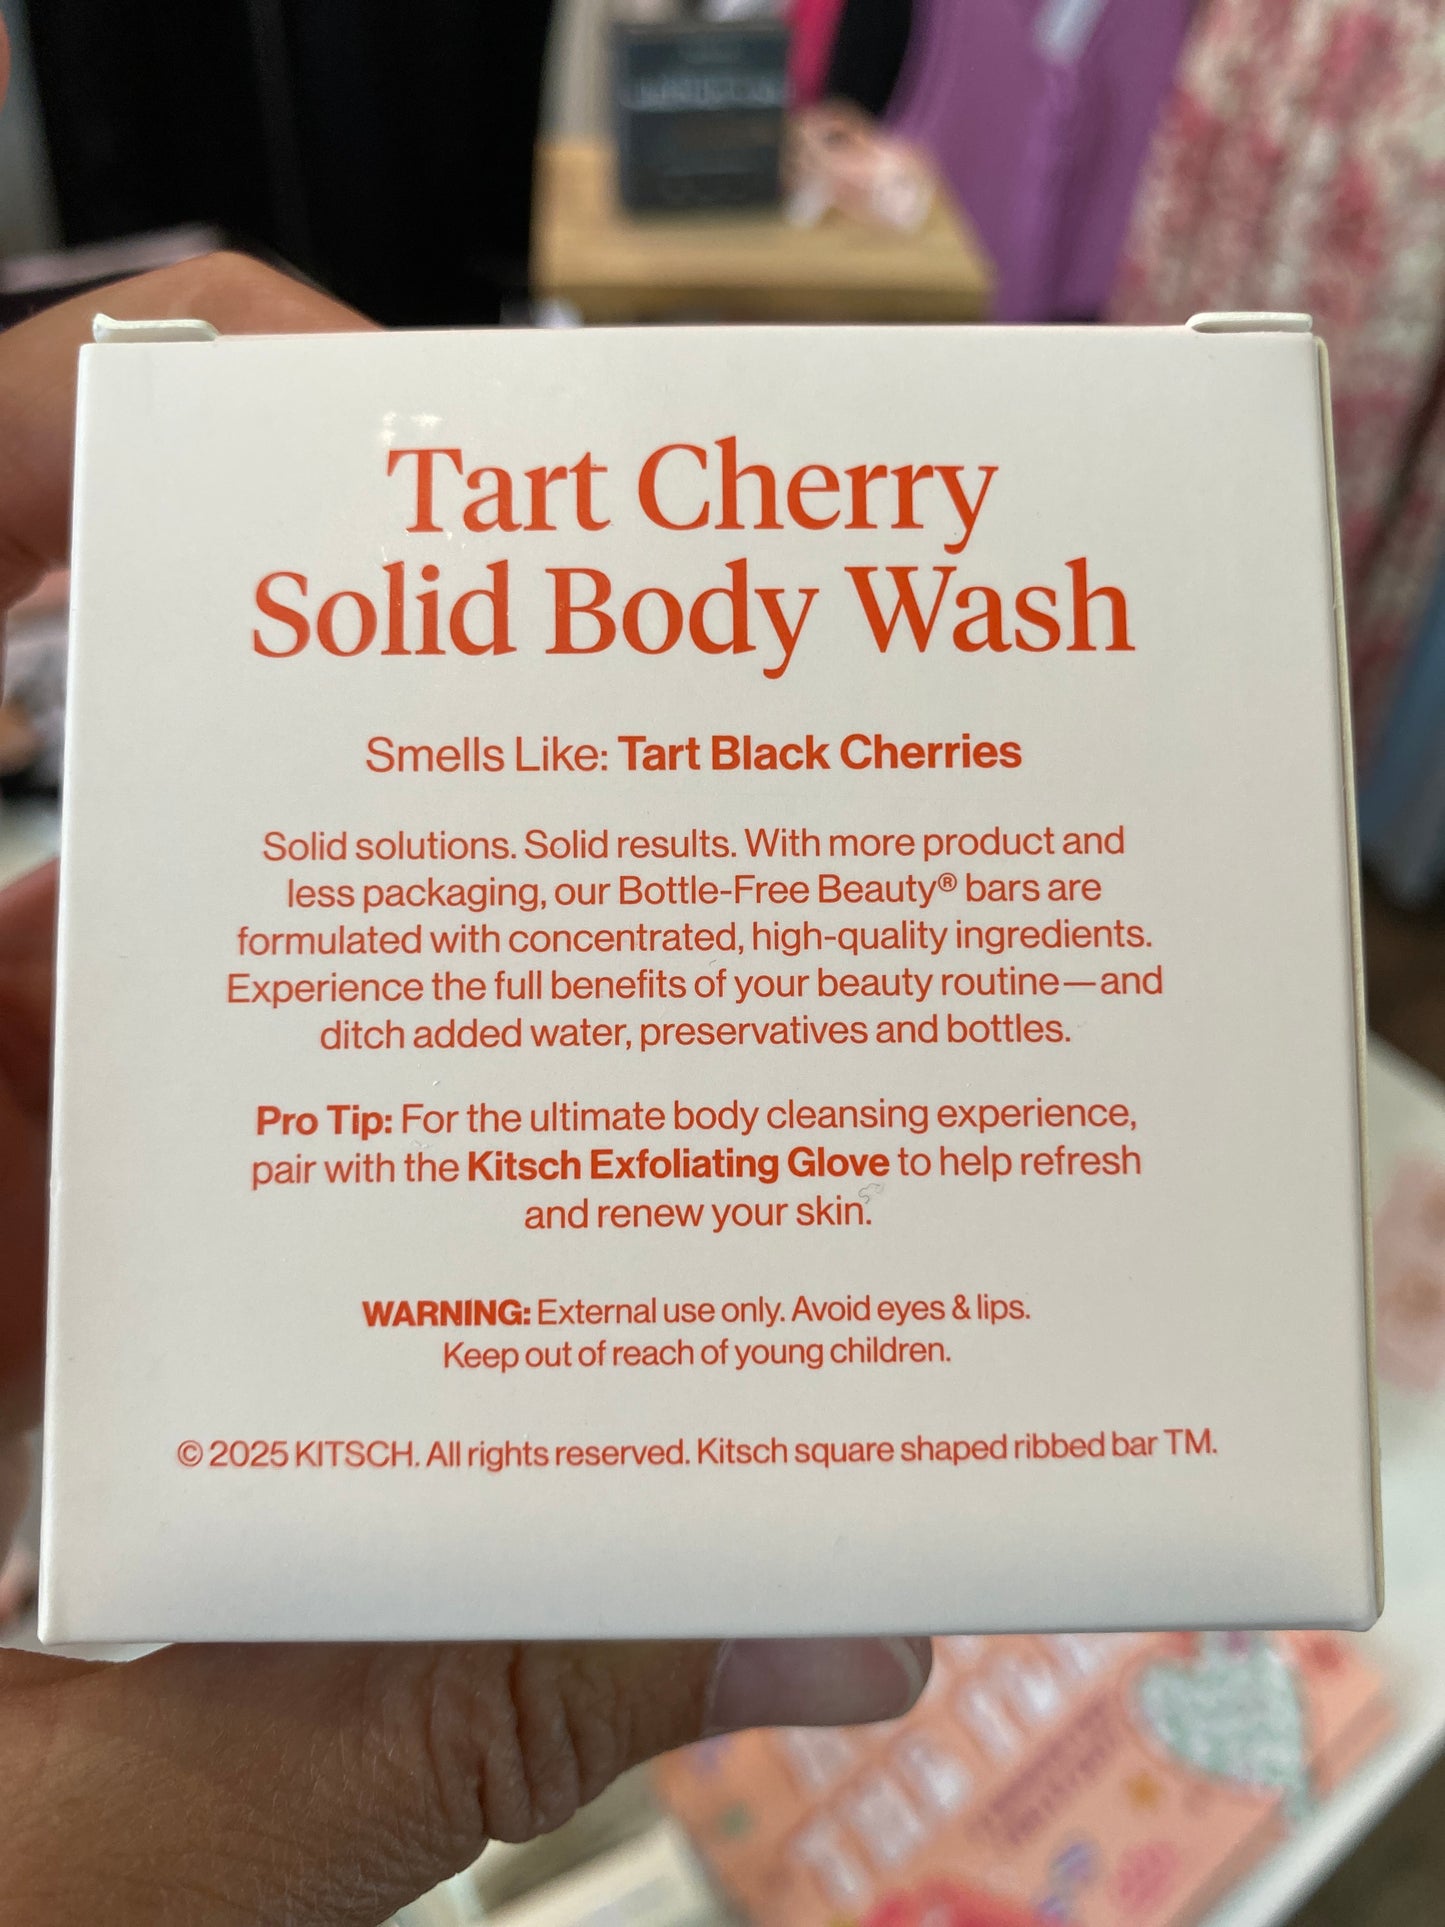 Tart Cherry
Solid Body Wash
Smells Like: Tart Black Cherries
Solid solutions. Solid results. With more product and
less packaging, our Bottle-Free Beauty® bars are
formulated with concentrated, high-quality ingredients.
Experience the full benefits of your beauty routine—and
ditch added water, preservatives and bottles.
Pro Tip: For the ultimate body cleansing experience,
pair with the Kitsch Exfoliating Glove to help refresh
and renew your skin.
WARNING: External use only. Avoid eyes & lips.
Keep out of reach of young children.
© 2025 KITSCH. All rights reserved. Kitsch square shaped ribbed bar TM.